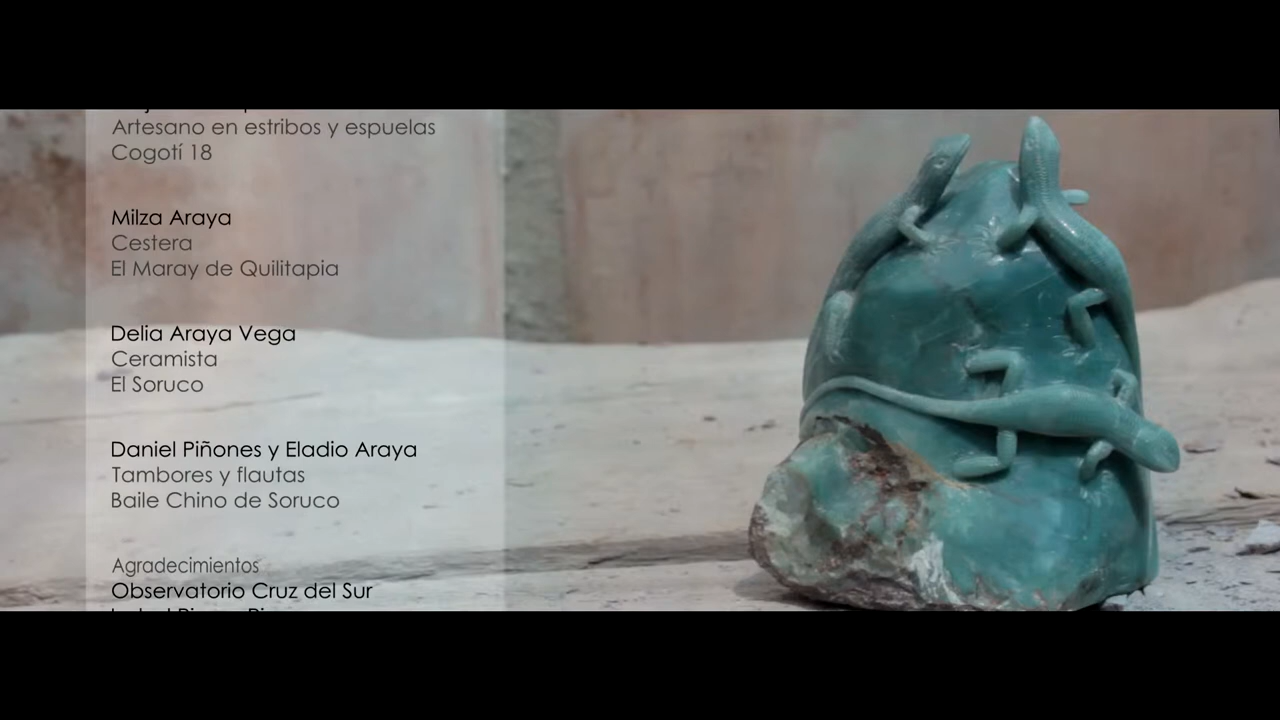 Artesano en estribos y espuelas
Cogotí 18
Milza Araya
Cestera
El Maray de Quilitapia
Delia Araya Vega
Ceramista
El Soruco
Daniel Piñones y Eladio Araya
Tambores y flautas
Baile Chino de Soruco
Agradecimientos
Observatorio Cruz del Sur